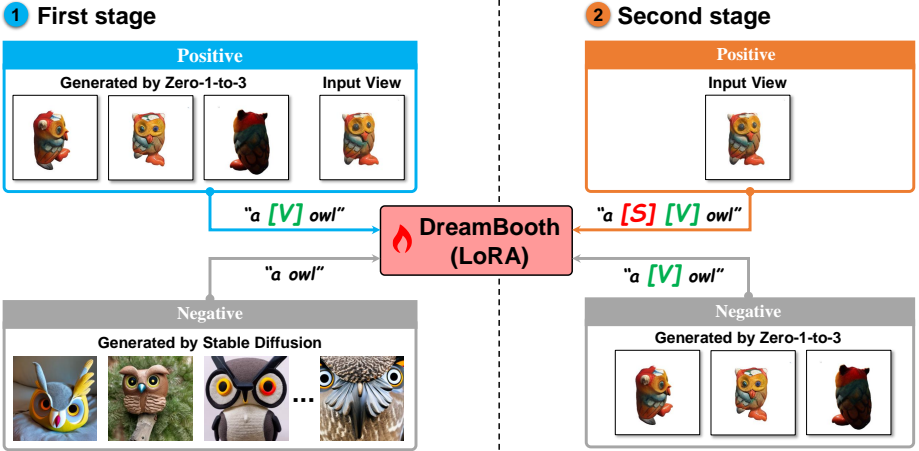 1 First stage
Positive
Generated by Zero-1-to-3
Input View
“a [V] owl”
“a owl”
Negative
Generated by Stable Diffusion
...
DreamBooth
(LoRA)
2 Second stage
Positive
Input View
“a [S] [V] owl”
“a [V] owl”
Negative
Generated by Zero-1-to-3